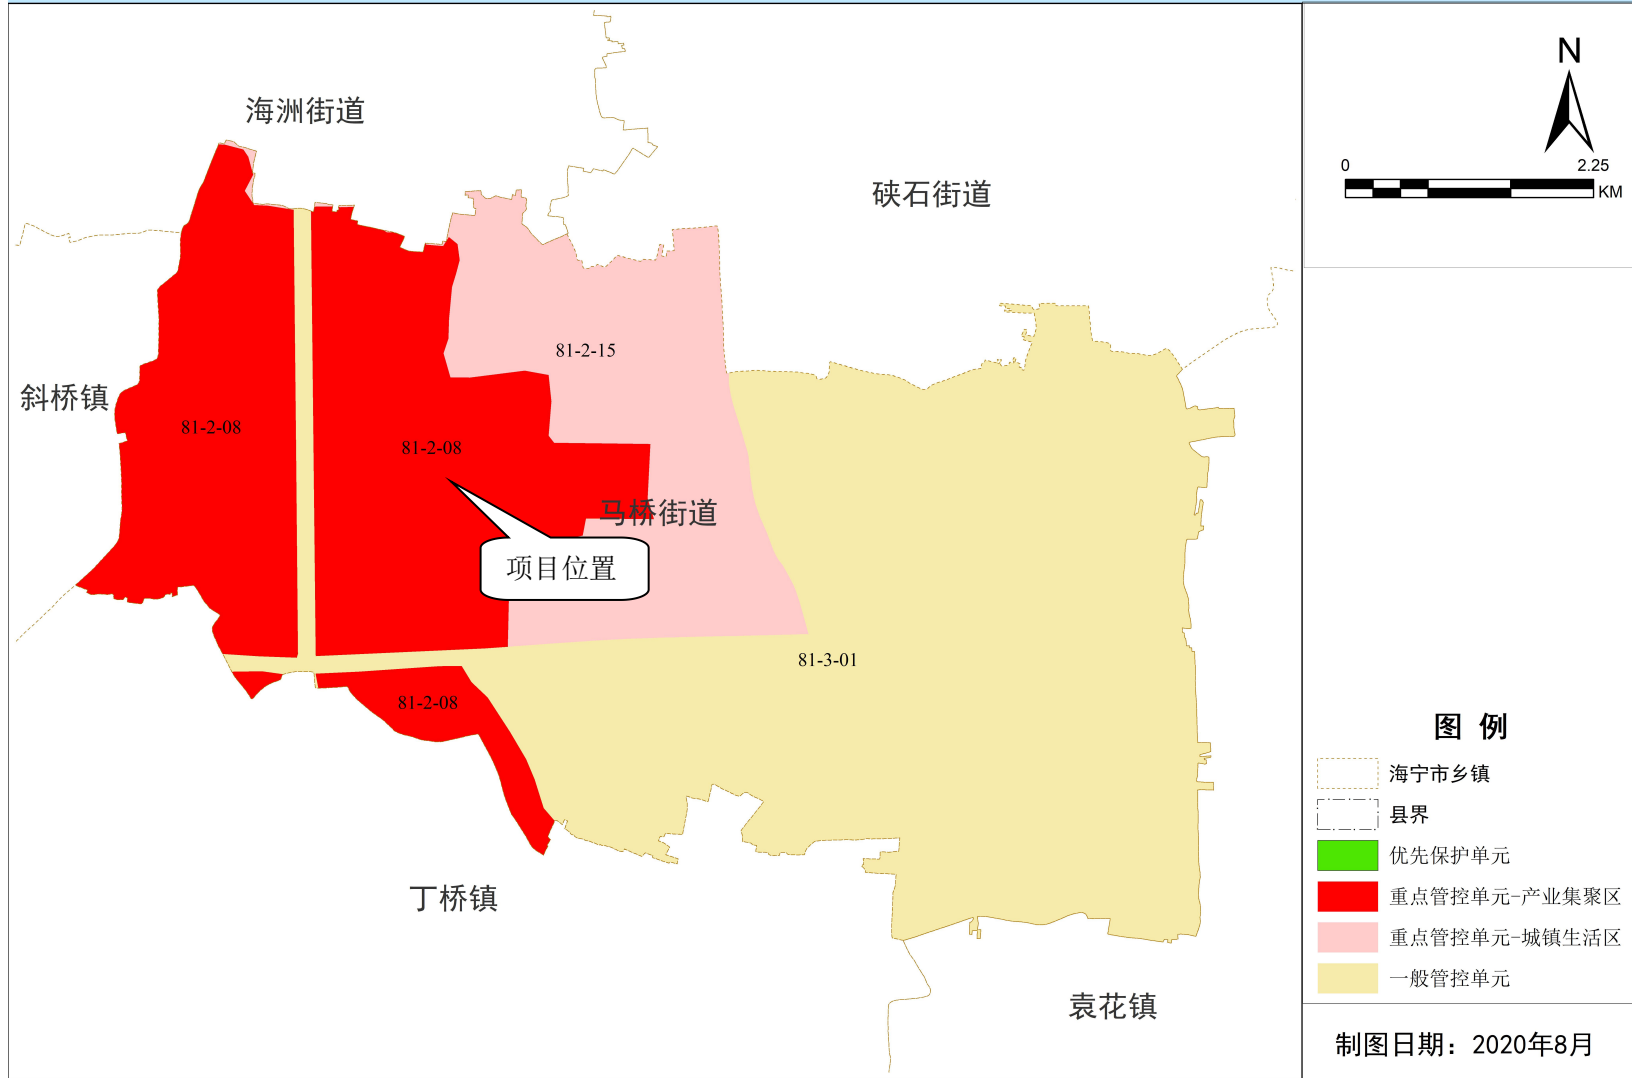 海洲街道
硖石街道
斜桥镇
81-2-15
81-2-08
81-2-08
马桥街道
项目位置
81-3-01
81-2-08
丁桥镇
袁花镇
N
0 2.25
KM
图 例
海宁市乡镇
县界
优先保护单元
重点管控单元-产业集聚区
重点管控单元-城镇生活区
一般管控单元
制图日期：2020年8月